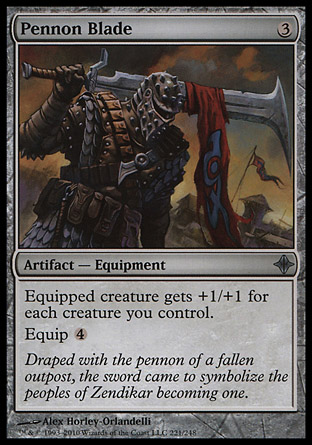 Pennon Blade 3
Artifact — Equipment
Equipped creature gets +1/+1 for
each creature you control.
Equip 4
Draped with the pennon of a fallen
outpost, the sword came to symbolize the
peoples of Zendikar becoming one.
Alex Horley-Orlandelli
™ & © 1993-2010 Wizards of the Coast LLC 221/248